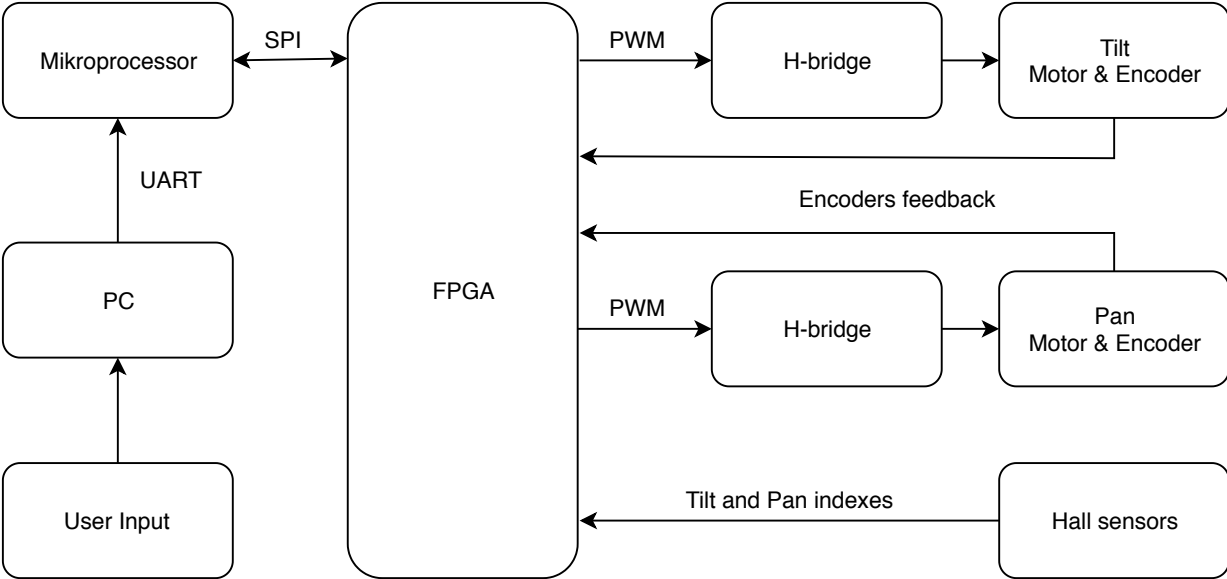 Mikroprocessor
SPI
PWM
H-bridge
Tilt
Motor & Encoder
UART
Encoders feedback
PC
FPGA
PWM
H-bridge
Pan
Motor & Encoder
User Input
Tilt and Pan indexes
Hall sensors